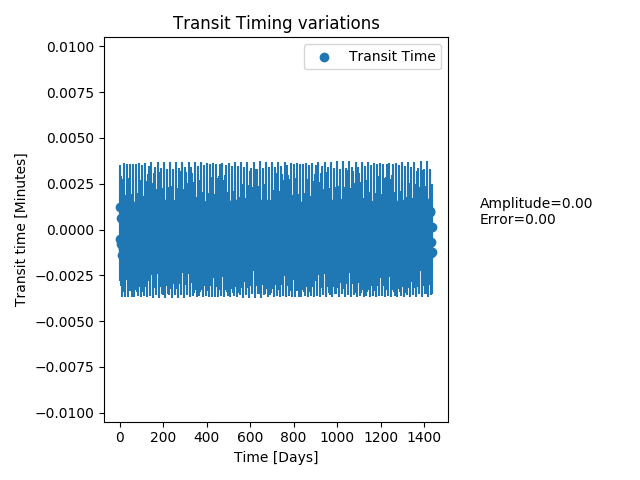 Transit Timing variations
0.0100
0.0075
0.0050
0.0025
0.0000
−0.0025
−0.0050
−0.0075
−0.0100
Transit time [Minutes]
Transit Time
Amplitude=0.00
Error=0.00
0 200 400 600 800 1000 1200 1400
Time [Days]